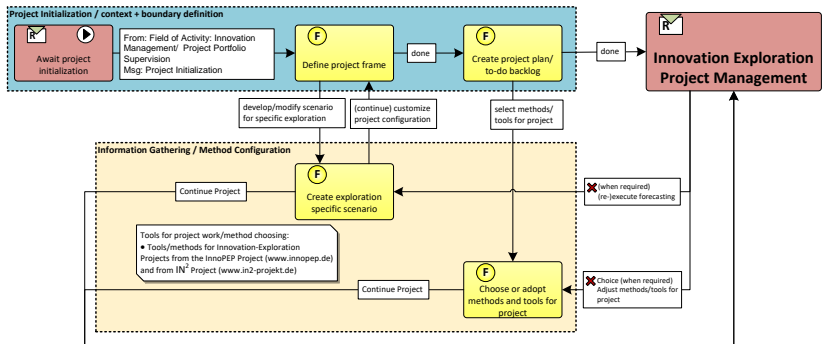 Project Initialization / context + boundary definition
R
Await project
initialization
From: Field of Activity: Innovation
Management/ Project Portfolio
Supervision
Msg: Project Initialization
F
Define project frame
done
F
Create project plan/
to-do backlog
done
R
Innovation Exploration
Project Management
develop/modify scenario
for specific exploration
(continue) customize
project configuration
select methods/
tools for project
Information Gathering / Method Configuration
Continue Project
F
Create exploration
specific scenario
(when required)
(re-)execute forecasting
Tools for project work/method choosing:
• Tools/methods for Innovation-Exploration
Projects from the InnoPEP Project (www.innopep.de)
and from IN² Project (www.in2-projekt.de)
Continue Project
F
Choose or adopt
methods and tools for
project
Choice (when required)
Adjust methods/tools for
project